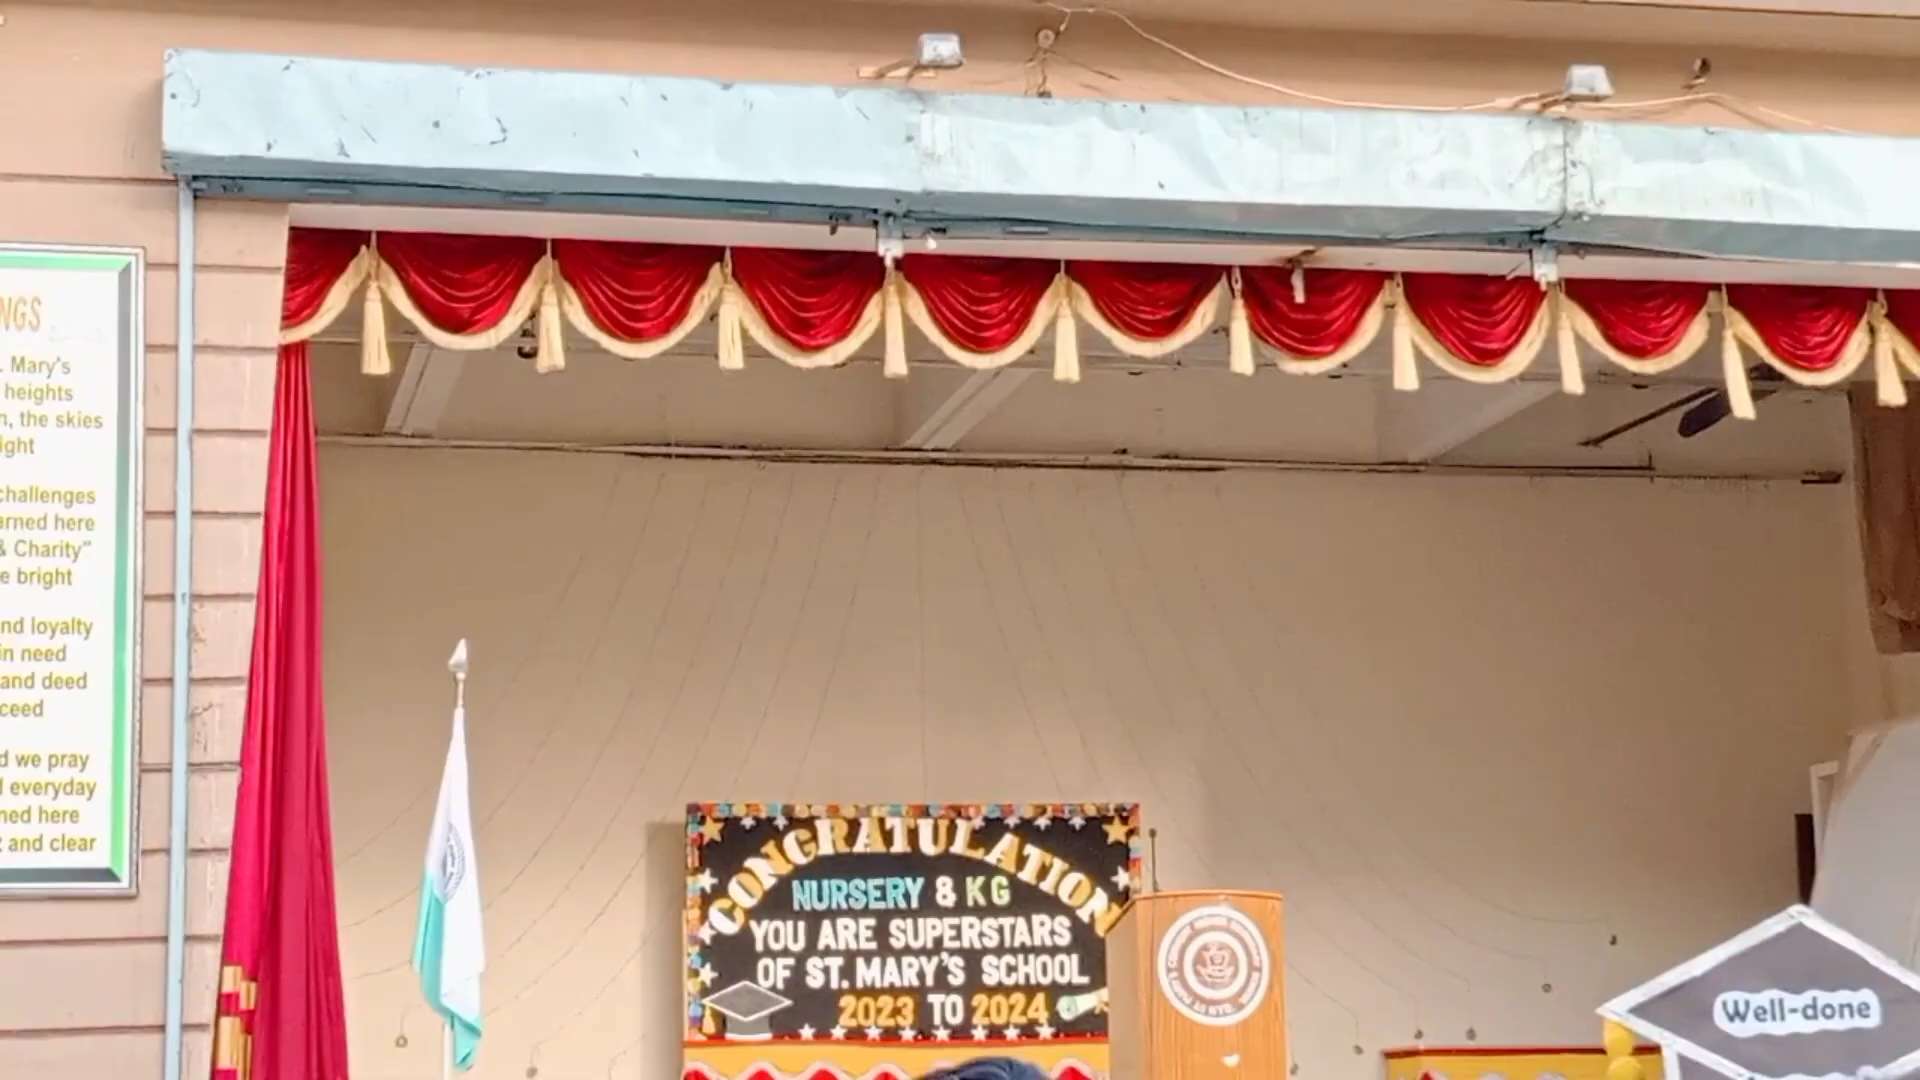 NGS
. Mary's
heights
, the skies
ight
challenges
arned here
& Charity"
e bright
nd loyalty
in need
and deed
ceed
d we pray
everyday
ned here
and clear
CONGRATULATION
NURSERY & KG
YOU ARE SUPERSTARS
OF ST. MARY'S SCHOOL
2023 TO 2024
Well-done